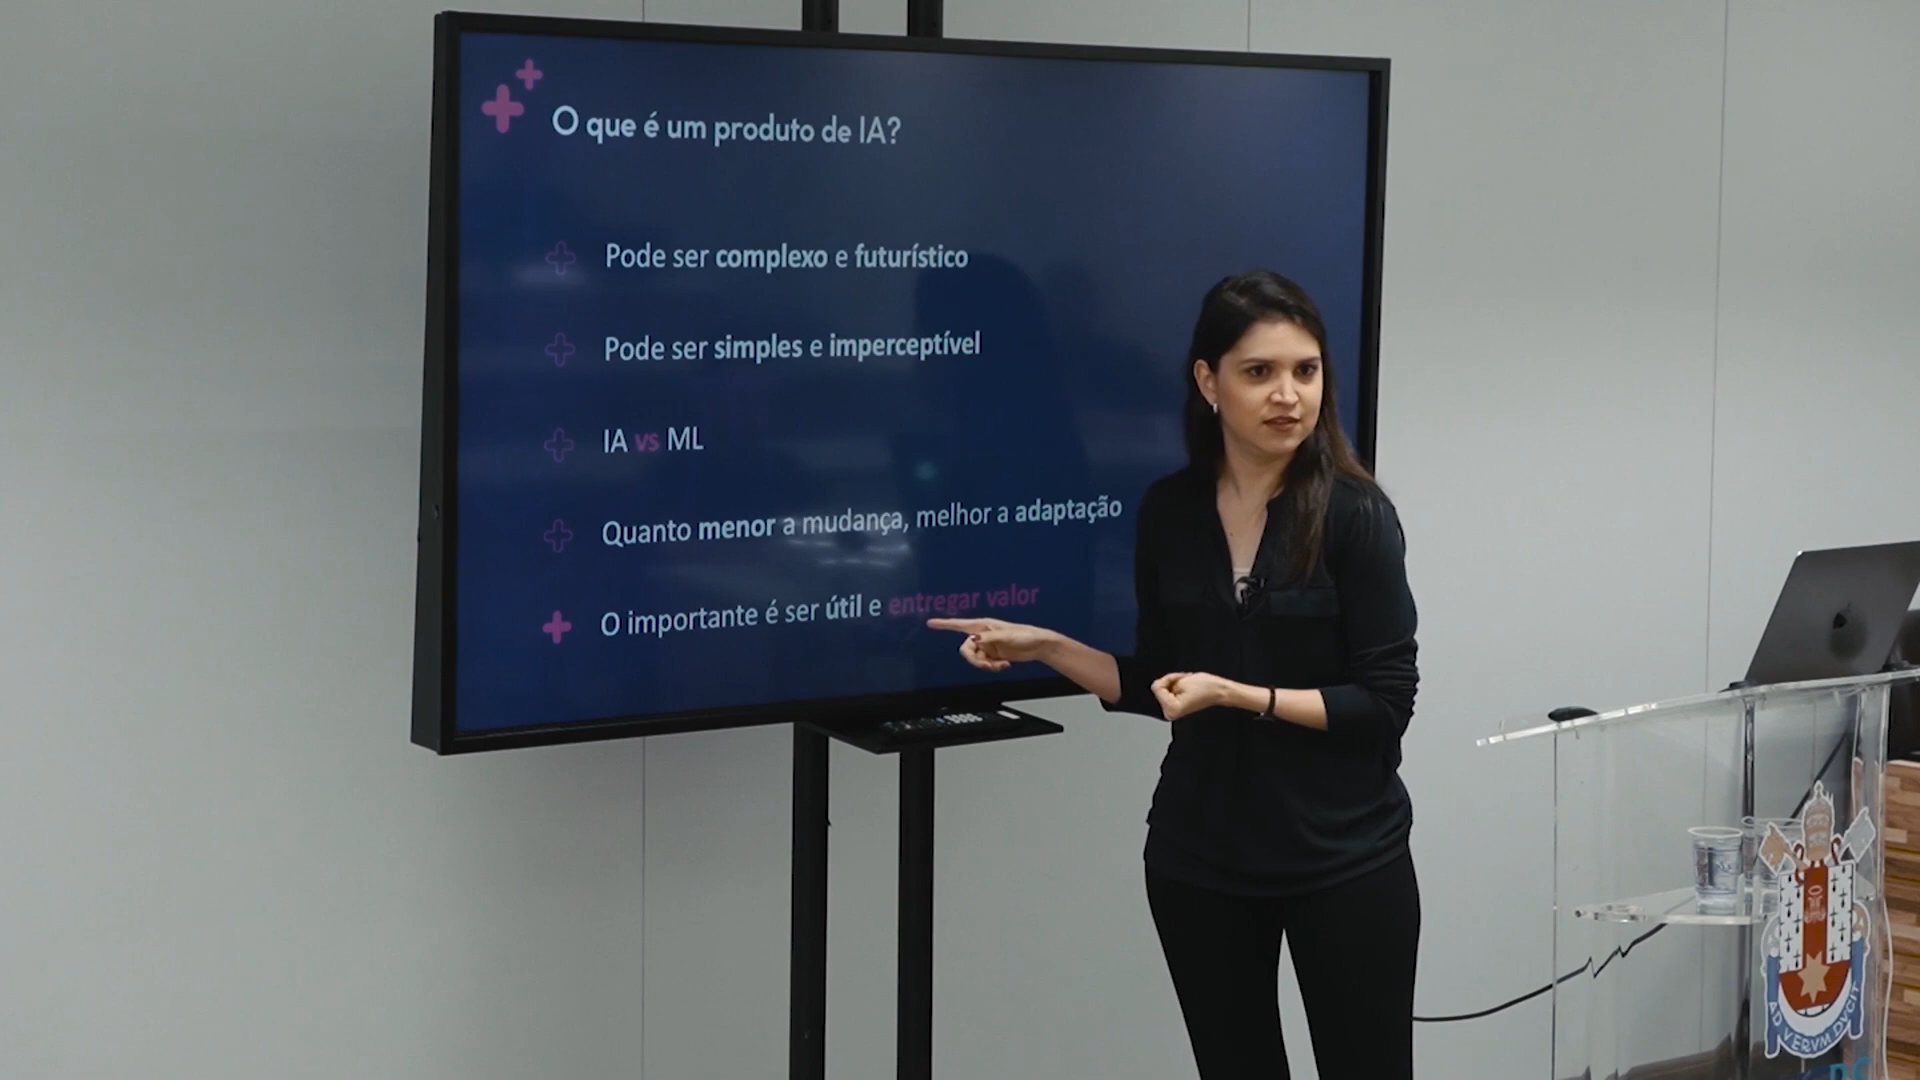 O que é um produto de IA?
Pode ser complexo e futurístico
Pode ser simples e imperceptível
IA vs ML
Quanto menor a mudança, melhor a adaptação
O importante é ser útil e entregar valor
AD VERVM DVCIT